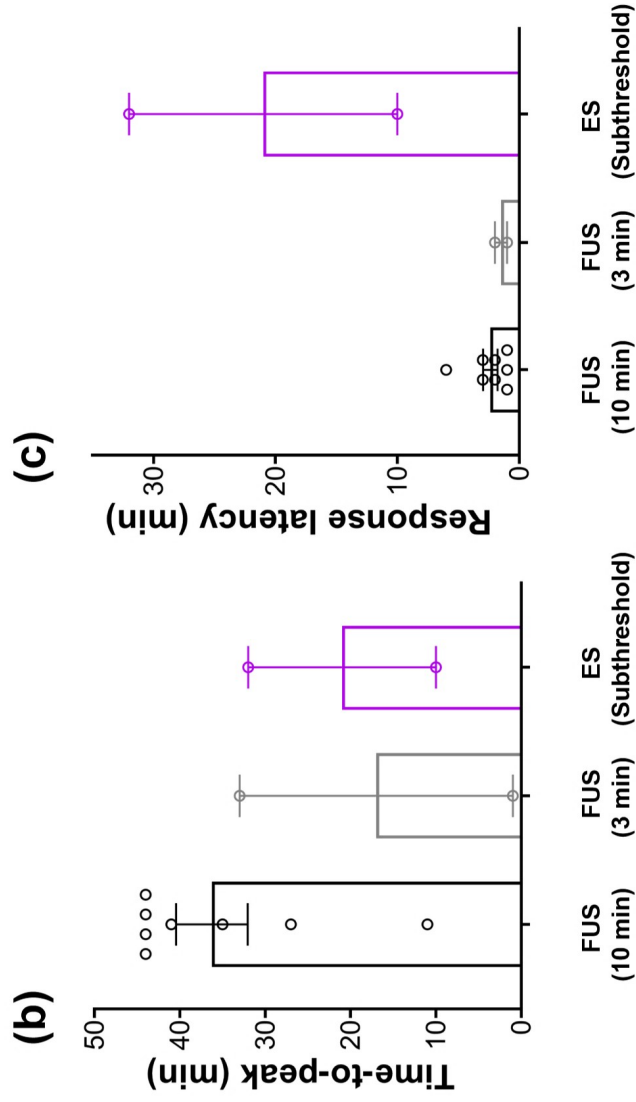 (b)
Time-to-peak (min)
50
40
30
20
10
0
FUS
(10 min)
FUS
(3 min)
ES
(Subthreshold)
(c)
Response latency (min)
30
20
10
0
FUS
(10 min)
FUS
(3 min)
ES
(Subthreshold)